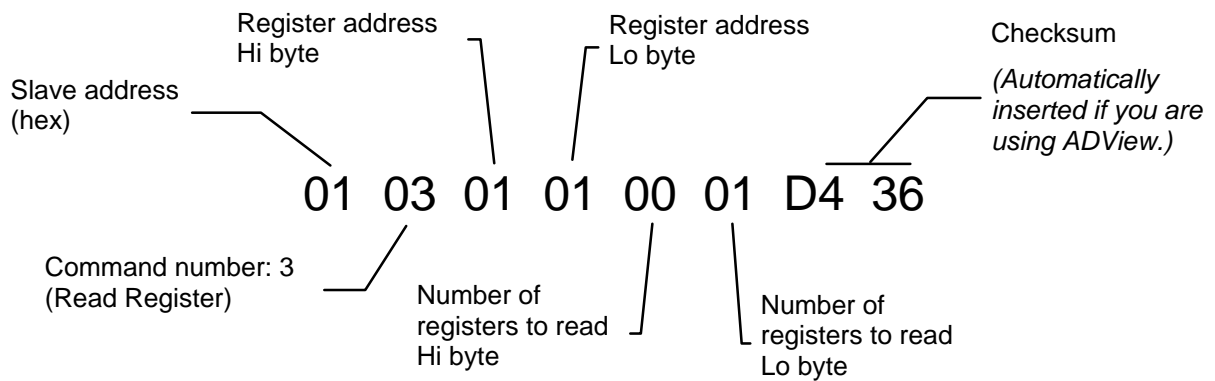 Register address
Hi byte
Register address
Lo byte
Checksum
(Automatically
inserted if you are
using ADView.)
Slave address
(hex)
01 03 01 01 00 01 D4 36
Command number: 3
(Read Register)
Number of
registers to read
Hi byte
Number of
registers to read
Lo byte